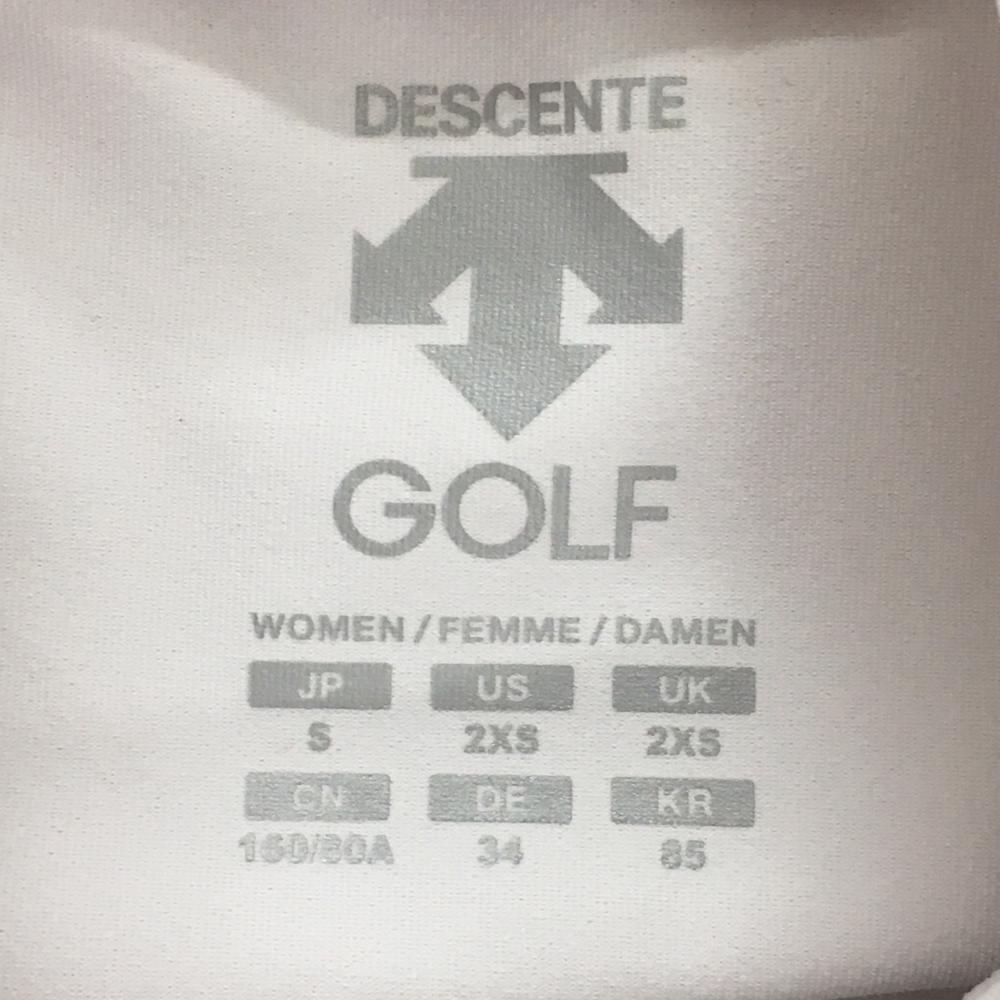 DESCENTE
GOLF
WOMEN / FEMME / DAMEN
JP US UK
S 2XS 2XS
CN DE KR
160/80A 34 85